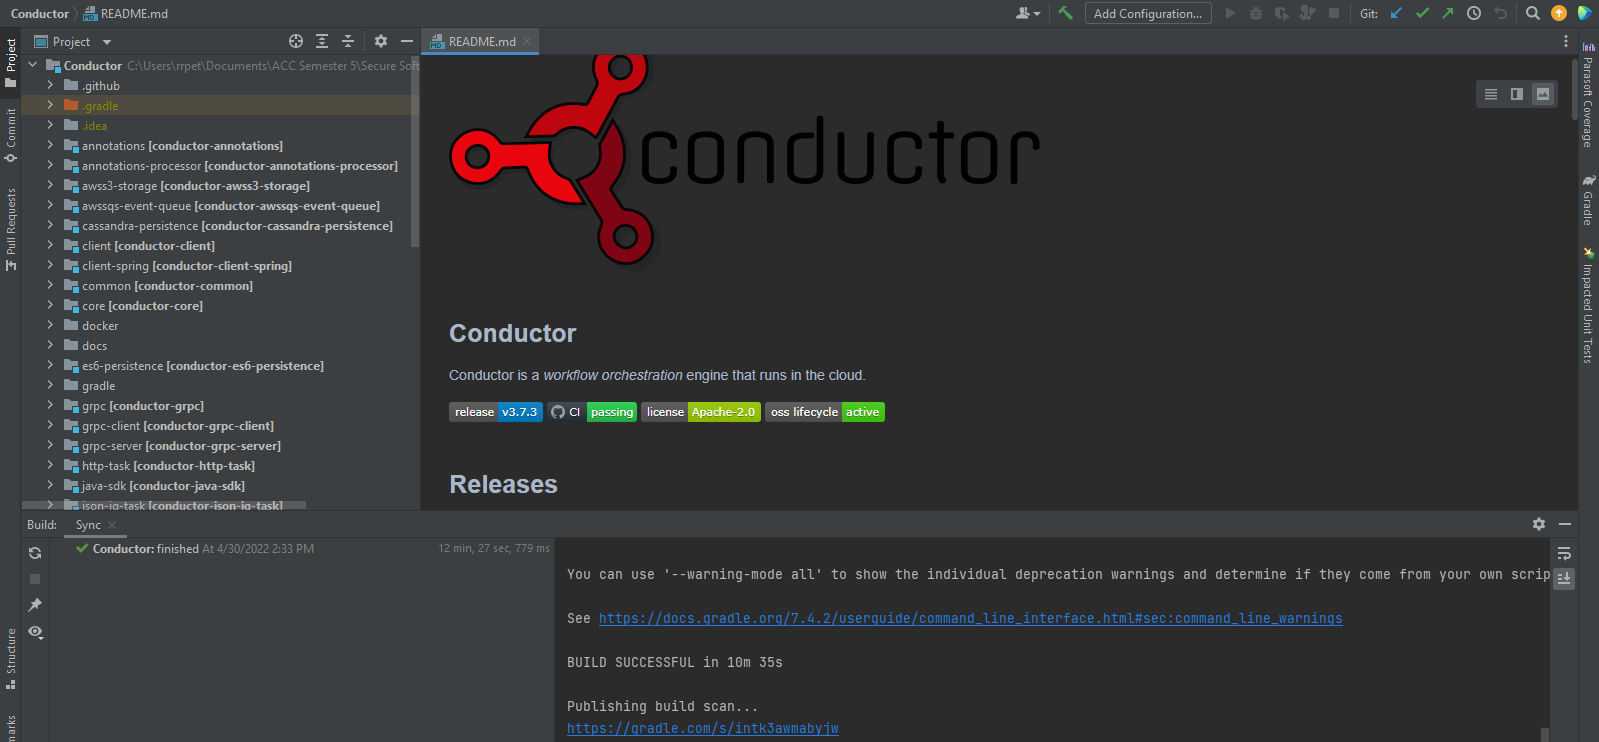 Conductor README.md
Add Configuration...
Git:
Project
README.md
Conductor C:\Users\rrpet\Documents\ACC Semester 5\Secure Soft
.github
.gradle
.idea
annotations [conductor-annotations]
annotations-processor [conductor-annotations-processor]
awss3-storage [conductor-awss3-storage]
awssqs-event-queue [conductor-awssqs-event-queue]
cassandra-persistence [conductor-cassandra-persistence]
client [conductor-client]
client-spring [conductor-client-spring]
common [conductor-common]
core [conductor-core]
docker
docs
es6-persistence [conductor-es6-persistence]
gradle
grpc [conductor-grpc]
grpc-client [conductor-grpc-client]
grpc-server [conductor-grpc-server]
http-task [conductor-http-task]
java-sdk [conductor-java-sdk]
json-jq-task [conductor-json-jq-task]
Project
Commit
Pull Requests
Structure
marks
conductor
Conductor
Conductor is a workflow orchestration engine that runs in the cloud.
release v3.7.3 CI passing license Apache-2.0 oss lifecycle active
Releases
Parasoft Coverage
Gradle
Impacted Unit Tests
Build: Sync
Conductor: finished At 4/30/2022 2:33 PM 12 min, 27 sec, 779 ms
You can use '--warning-mode all' to show the individual deprecation warnings and determine if they come from your own scrip
See https://docs.gradle.org/7.4.2/userguide/command_line_interface.html#sec:command_line_warnings
BUILD SUCCESSFUL in 10m 35s
Publishing build scan...
https://gradle.com/s/intk3awmabyjw